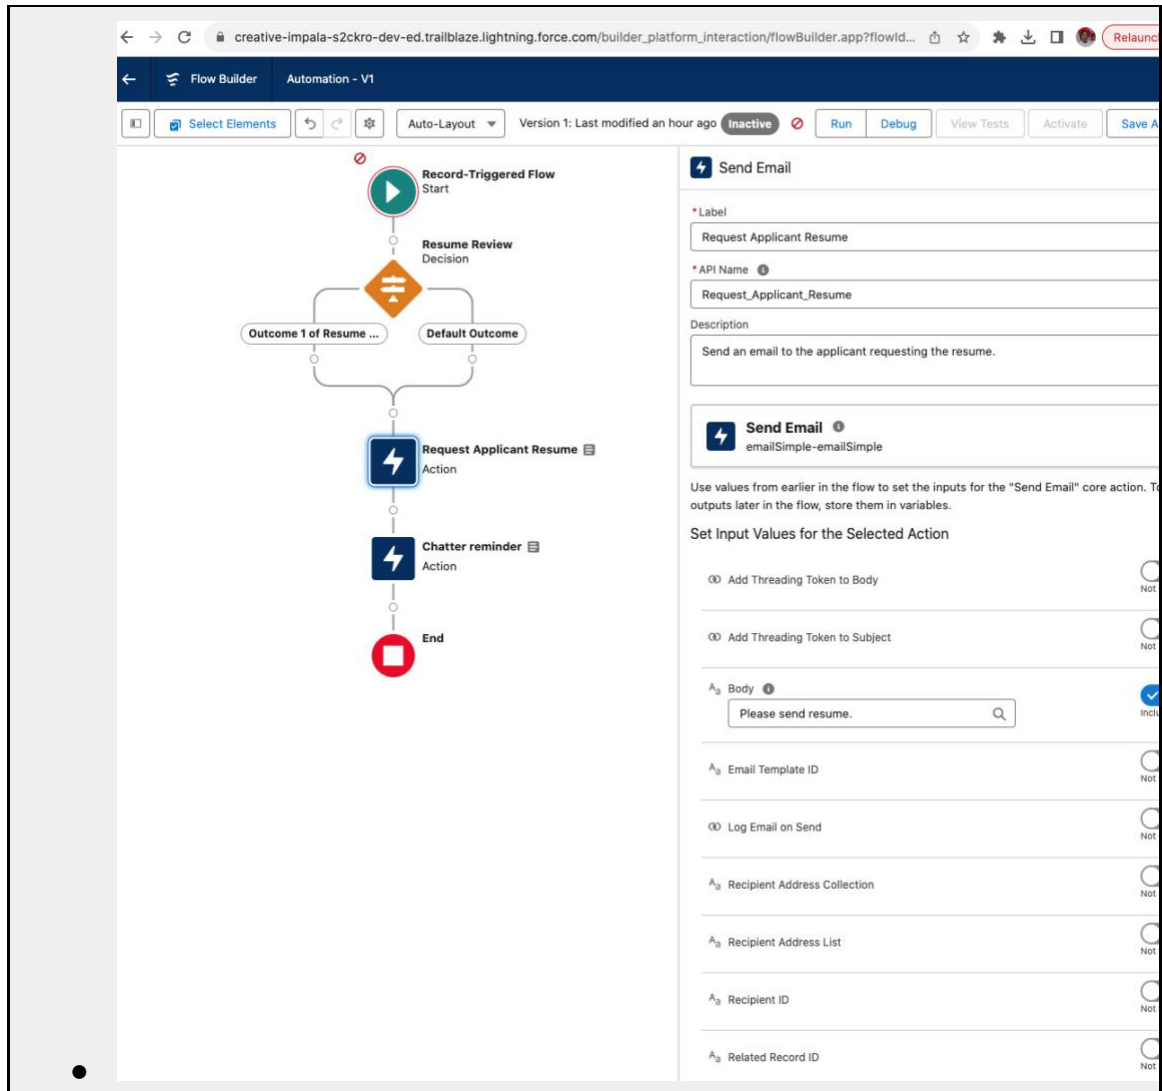 creative-impala-s2ckro-dev-ed.trailblaze.lightning.force.com/builder_platform_interaction/flowBuilder.app?flowId...
Relaunc
Flow Builder Automation - V1
Select Elements Auto-Layout Version 1: Last modified an hour ago Inactive Run Debug View Tests Activate Save A
Record-Triggered Flow
Start
Resume Review
Decision
Outcome 1 of Resume ... Default Outcome
Request Applicant Resume
Action
Chatter reminder
Action
End
Send Email
*Label
Request Applicant Resume
*API Name
Request_Applicant_Resume
Description
Send an email to the applicant requesting the resume.
Send Email
emailSimple-emailSimple
Use values from earlier in the flow to set the inputs for the "Send Email" core action. To
outputs later in the flow, store them in variables.
Set Input Values for the Selected Action
Add Threading Token to Body
Not
Add Threading Token to Subject
Not
Aa Body
Please send resume.
Inclu
Aa Email Template ID
Not
Log Email on Send
Not
Aa Recipient Address Collection
Not
Aa Recipient Address List
Not
Aa Recipient ID
Not
Aa Related Record ID
Not